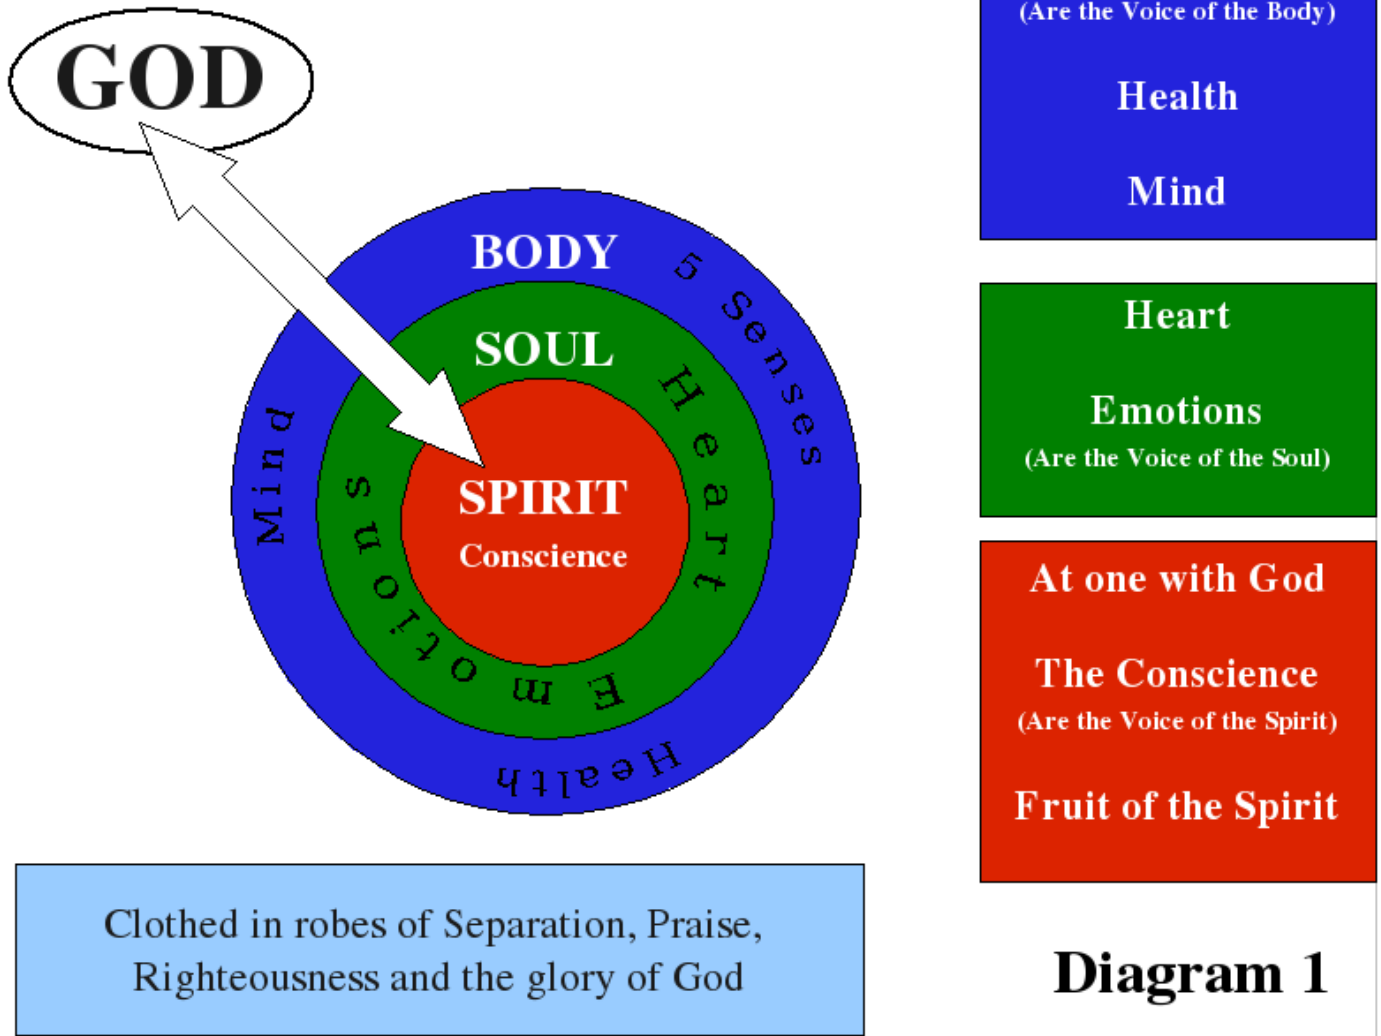 GOD
BODY
5 Senses
SOUL
Heart
Mind
SPIRIT
Conscience
Emotions
Health
Clothed in robes of Separation, Praise,
Righteousness and the glory of God
(Are the Voice of the Body)
Health
Mind
Heart
Emotions
(Are the Voice of the Soul)
At one with God
The Conscience
(Are the Voice of the Spirit)
Fruit of the Spirit
Diagram 1